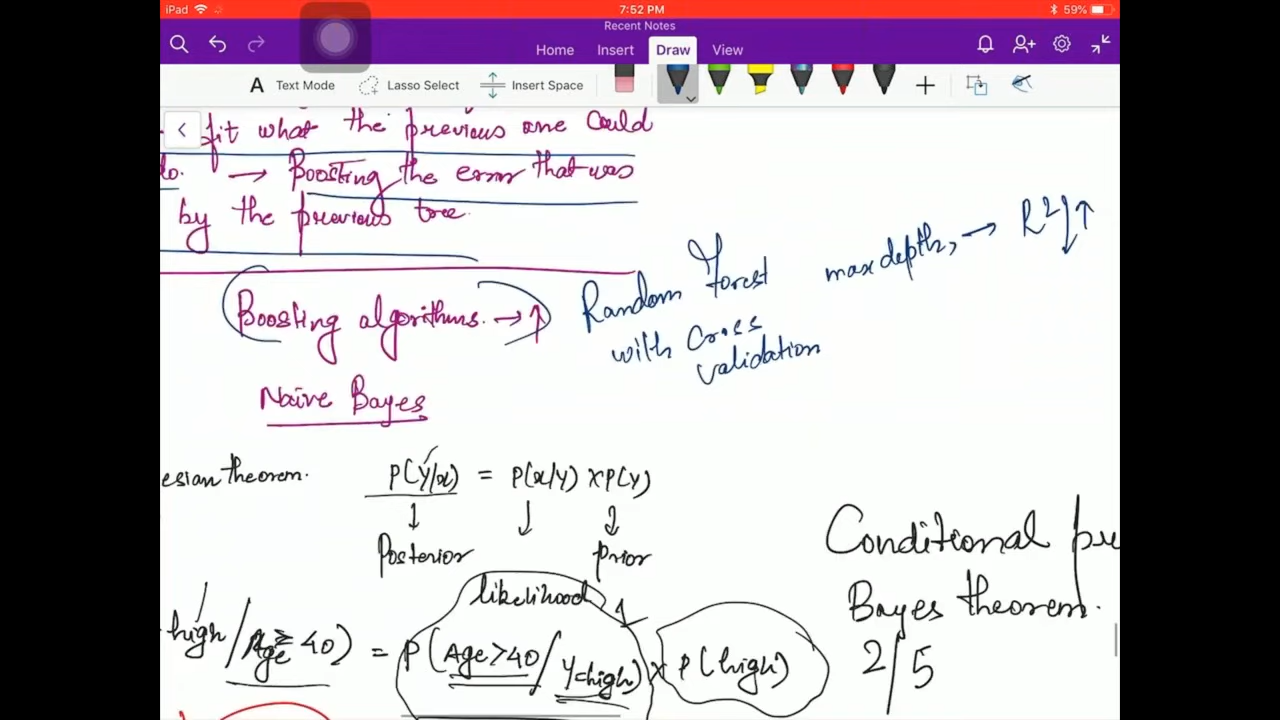 iPad 7:52 PM 59%
Recent Notes
Home Insert Draw View
A Text Mode Lasso Select Insert Space
fit what the previous one could
do. → Boosting the error that was
by the previous tree.
Boosting algorithms. → ↑
Random Forest
with Cross
validation
max depth, → R² ↓ ↑
Naive Bayes
esian theorem.
P(Y/x) = P(x/Y) x P(Y)
Posterior
likelihood
Prior
high / Age ≥ 40) = P(Age > 40 / Y=high) x P(high)
Conditional
Bayes theorem.
2/5